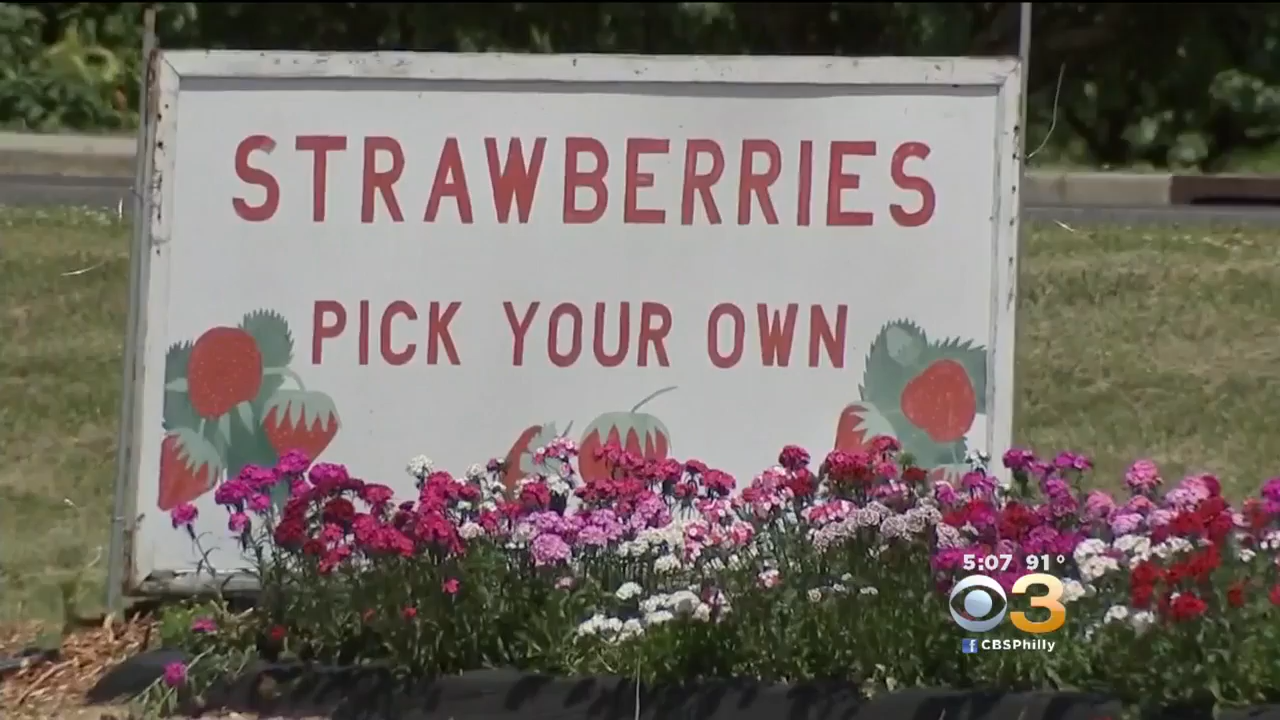 STRAWBERRIES
PICK YOUR OWN
5:07 91°
3
f CBSPhilly